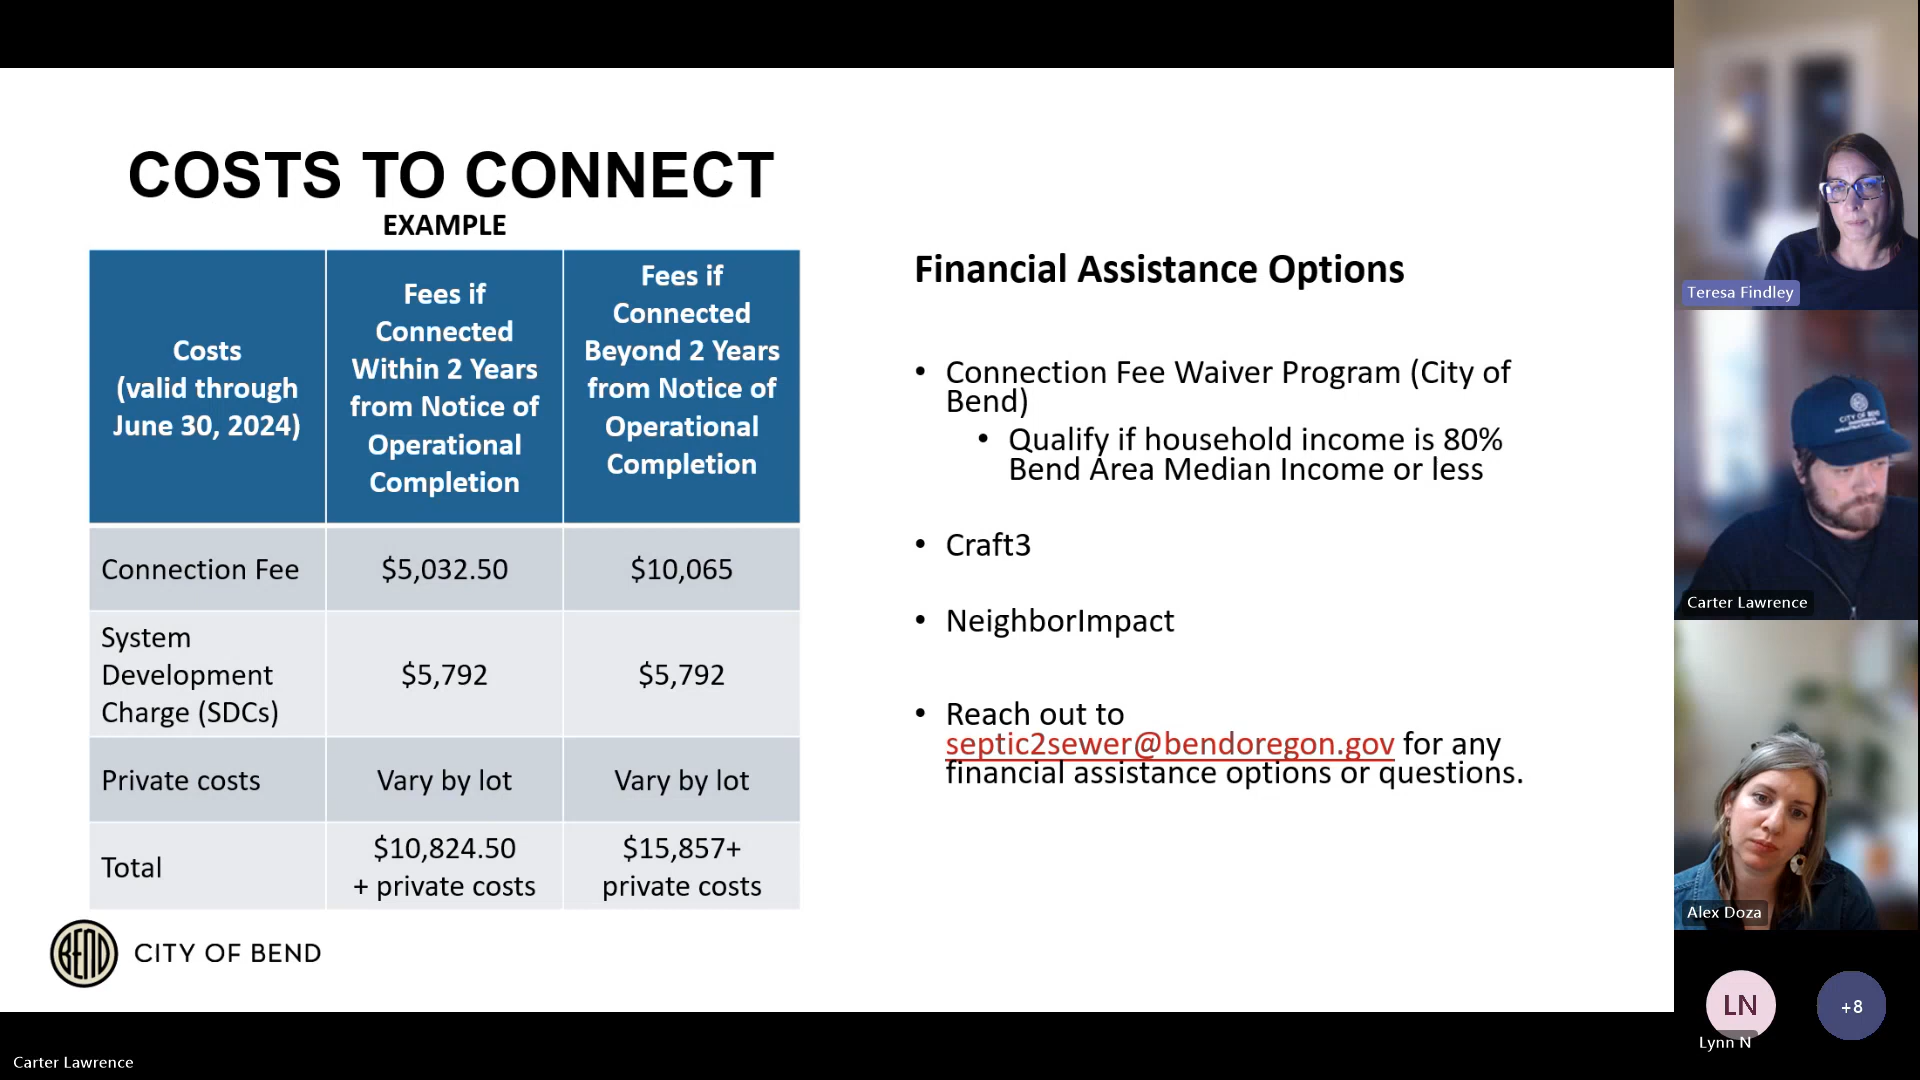 COSTS TO CONNECT
EXAMPLE
Costs
(valid through
June 30, 2024)
Fees if
Connected
Within 2 Years
from Notice of
Operational
Completion
Fees if
Connected
Beyond 2 Years
from Notice of
Operational
Completion
Connection Fee
$5,032.50
$10,065
System
Development
Charge (SDCs)
$5,792
$5,792
Private costs
Vary by lot
Vary by lot
Total
$10,824.50
+ private costs
$15,857+
private costs
BEND
CITY OF BEND
Financial Assistance Options
• Connection Fee Waiver Program (City of
Bend)
• Qualify if household income is 80%
Bend Area Median Income or less
• Craft3
• NeighborImpact
• Reach out to
septic2sewer@bendoregon.gov for any
financial assistance options or questions.
Teresa Findley
CITY OF BEND
Carter Lawrence
Alex Doza
LN
Lynn N
+8
Carter Lawrence